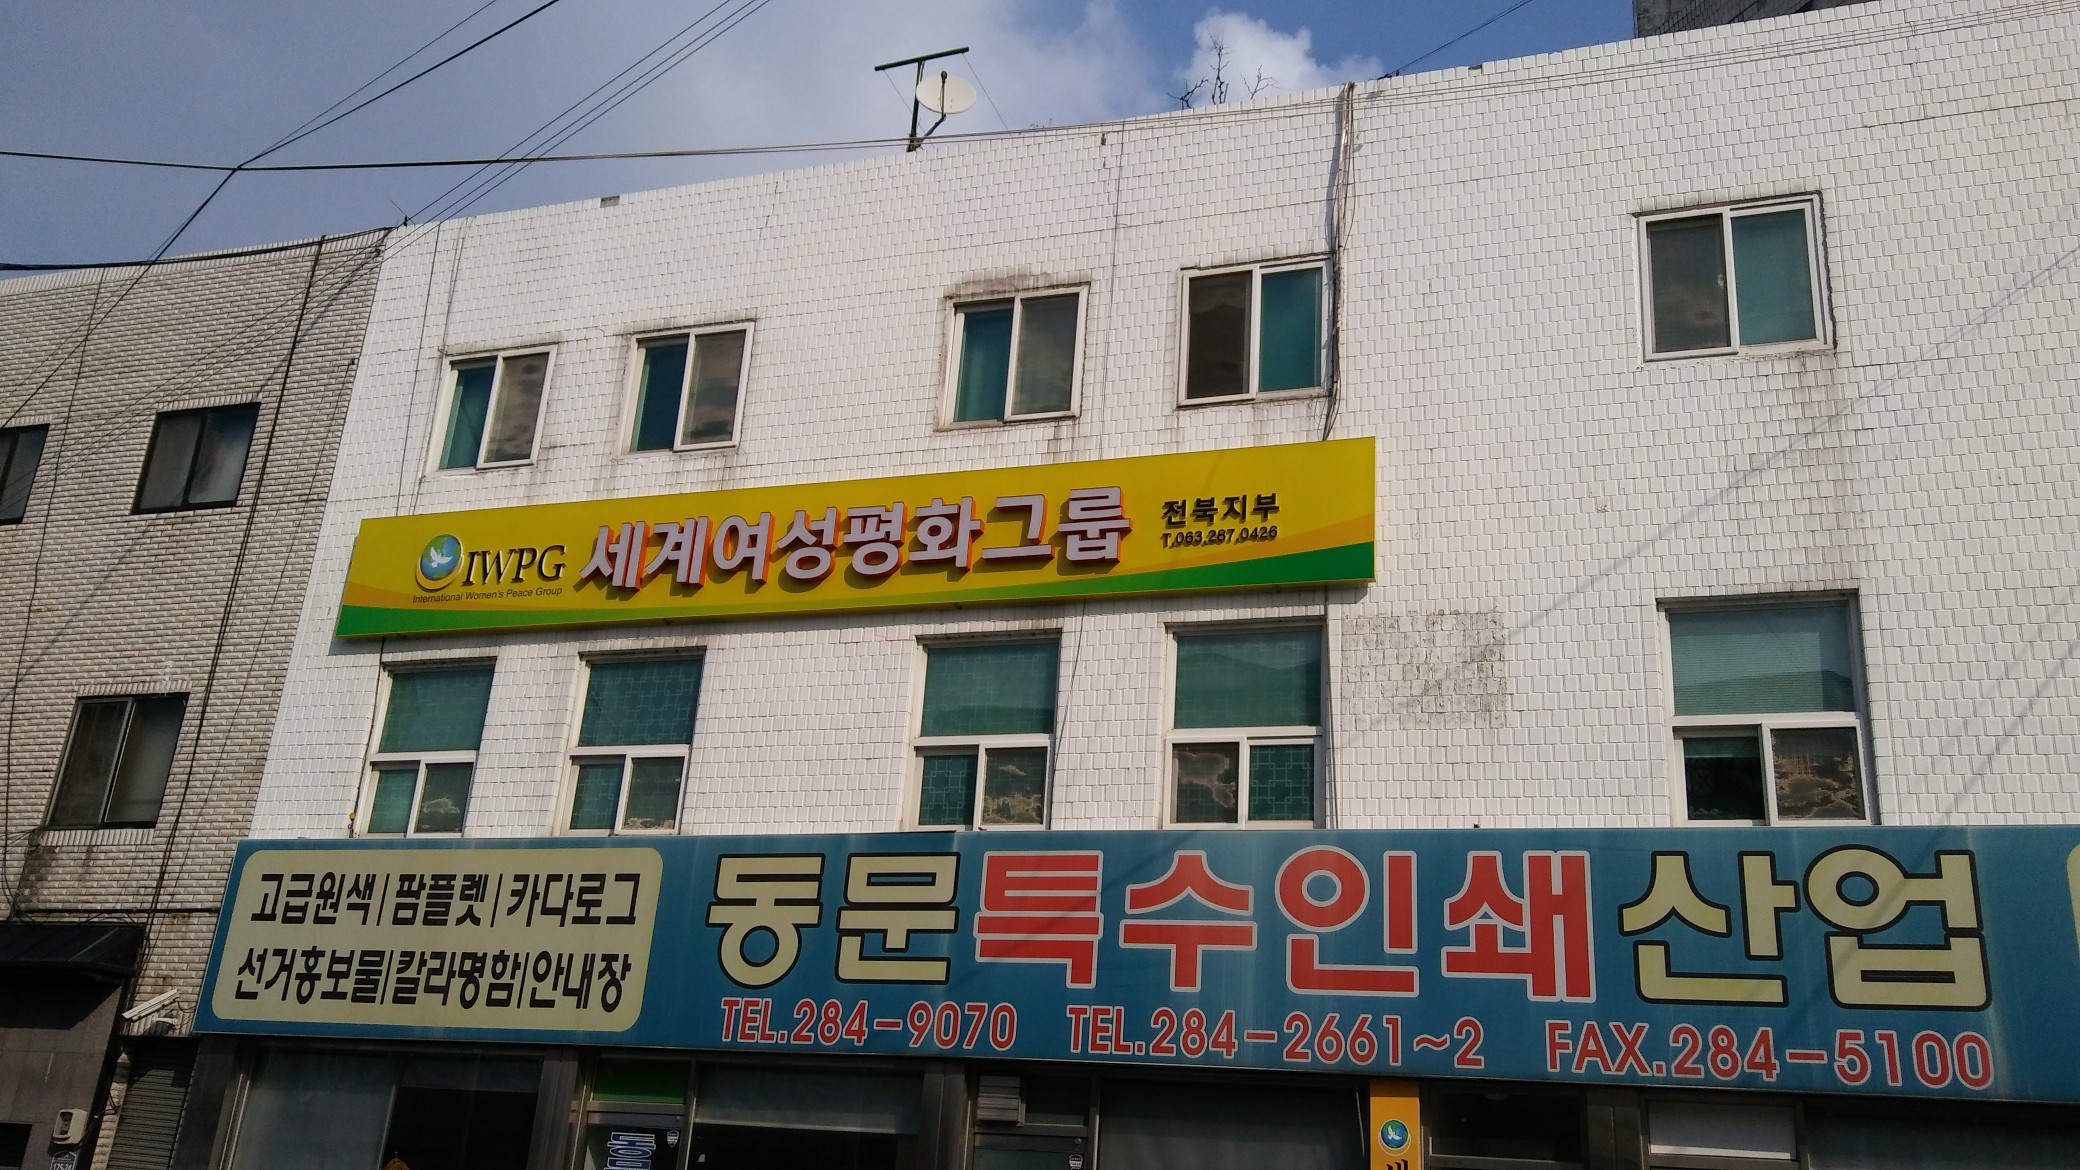 IWPG
International Women's Peace Group
세계여성평화그룹
전북지부
T.063.287.0426
고급원색|팜플렛|카다로그
선거홍보물|칼라명함|안내장
동문특수인쇄산업
TEL.284-9070 TEL.284-2661~2 FAX.284-5100